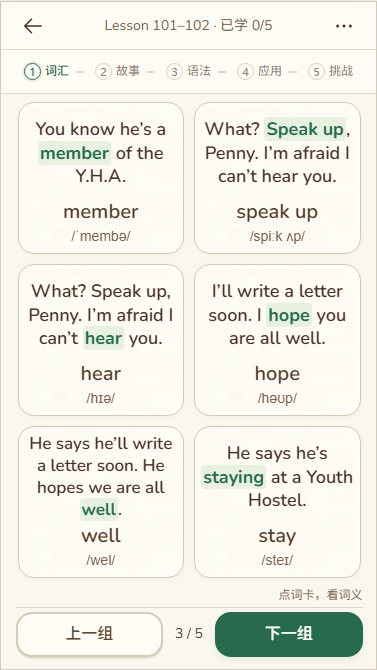 Lesson 101–102 · 已学 0/5
1 词汇 – 2 故事 – 3 语法 – 4 应用 – 5 挑战
You know he's a
member of the
Y.H.A.
member
/ˈmembə/
What? Speak up,
Penny. I'm afraid I
can't hear you.
speak up
/spiːk ʌp/
What? Speak up,
Penny. I'm afraid I
can't hear you.
hear
/hɪə/
I'll write a letter
soon. I hope you
are all well.
hope
/həʊp/
He says he'll write
a letter soon. He
hopes we are all
well.
well
/wel/
He says he's
staying at a Youth
Hostel.
stay
/steɪ/
点词卡，看词义
上一组
3 / 5
下一组